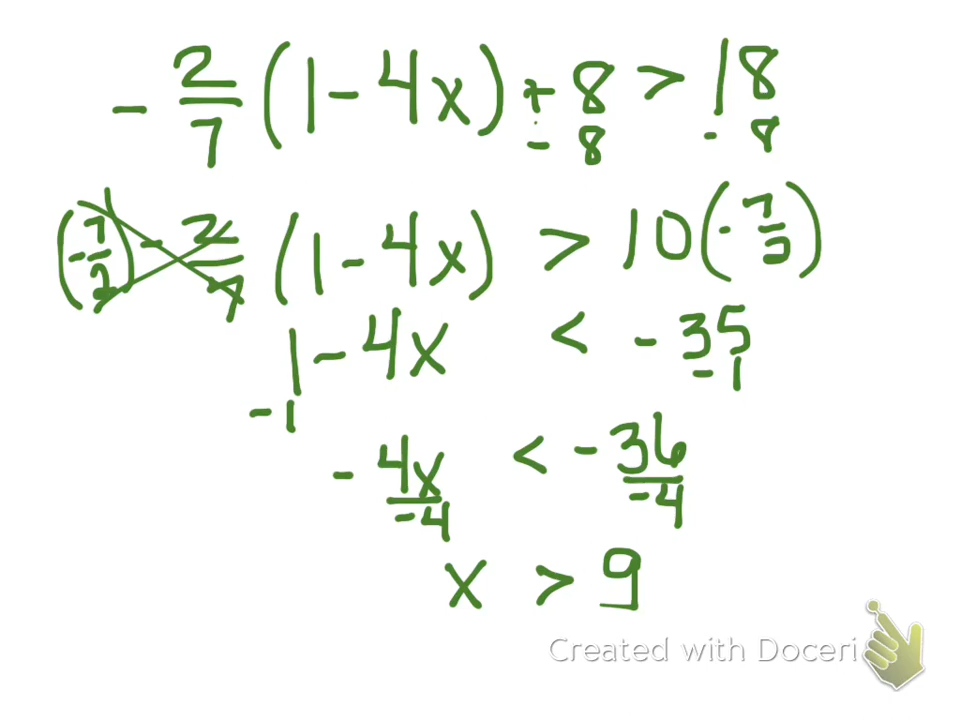 - 2/7 (1 - 4x) + 8 > 18
- 8 - 8
(-7/2) - 2/7 (1 - 4x) > 10 (-7/2)
1 - 4x < -35
-1 -1
-4x/-4 < -36/-4
x > 9
Created with Doceri